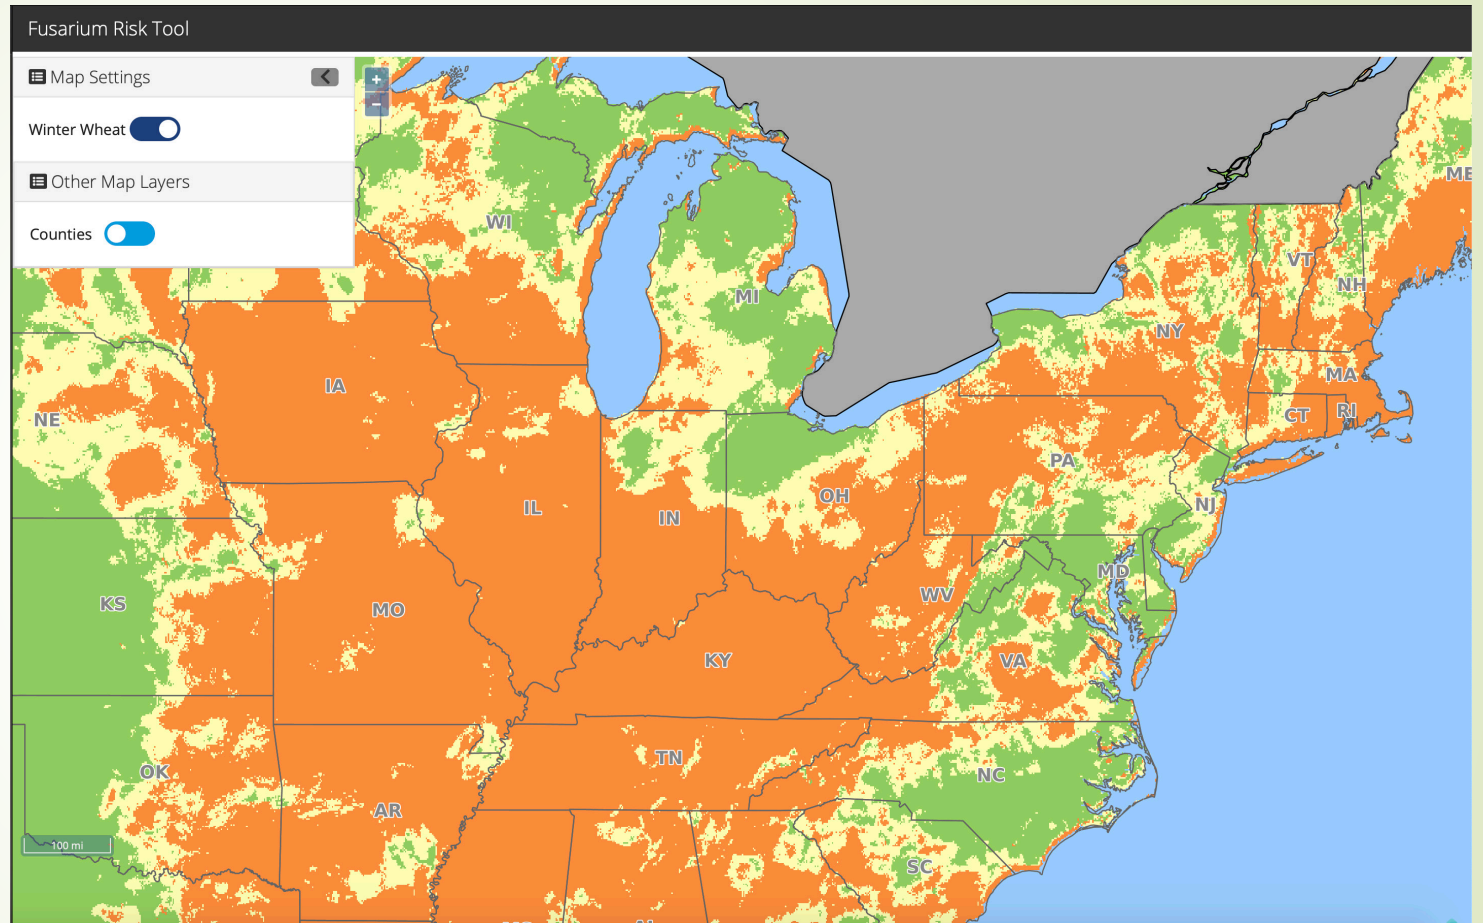 Fusarium Risk Tool
Map Settings
+
−
Winter Wheat
Other Map Layers
ME
WI
Counties
VT
NH
MI
NY
IA
MA
NE
CT
RI
PA
OH
IL
NJ
IN
MD
KS
WV
MO
KY
VA
TN
OK
NC
AR
100 mi
SC